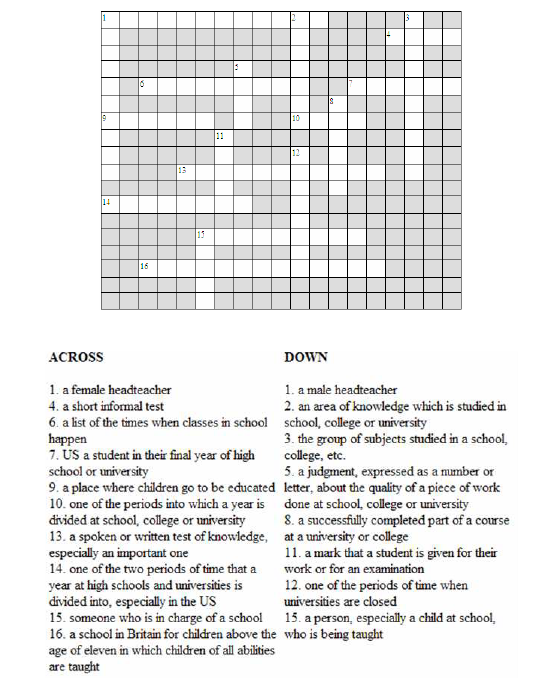 1 2 3
4
5
6 7
8
9 10
11
12
13
14
15
16
ACROSS
1. a female headteacher
4. a short informal test
6. a list of the times when classes in school
happen
7. US a student in their final year of high
school or university
9. a place where children go to be educated
10. one of the periods into which a year is
divided at school, college or university
13. a spoken or written test of knowledge,
especially an important one
14. one of the two periods of time that a
year at high schools and universities is
divided into, especially in the US
15. someone who is in charge of a school
16. a school in Britain for children above the
age of eleven in which children of all abilities
are taught
DOWN
1. a male headteacher
2. an area of knowledge which is studied in
school, college or university
3. the group of subjects studied in a school,
college, etc.
5. a judgment, expressed as a number or
letter, about the quality of a piece of work
done at school, college or university
8. a successfully completed part of a course
at a university or college
11. a mark that a student is given for their
work or for an examination
12. one of the periods of time when
universities are closed
15. a person, especially a child at school,
who is being taught